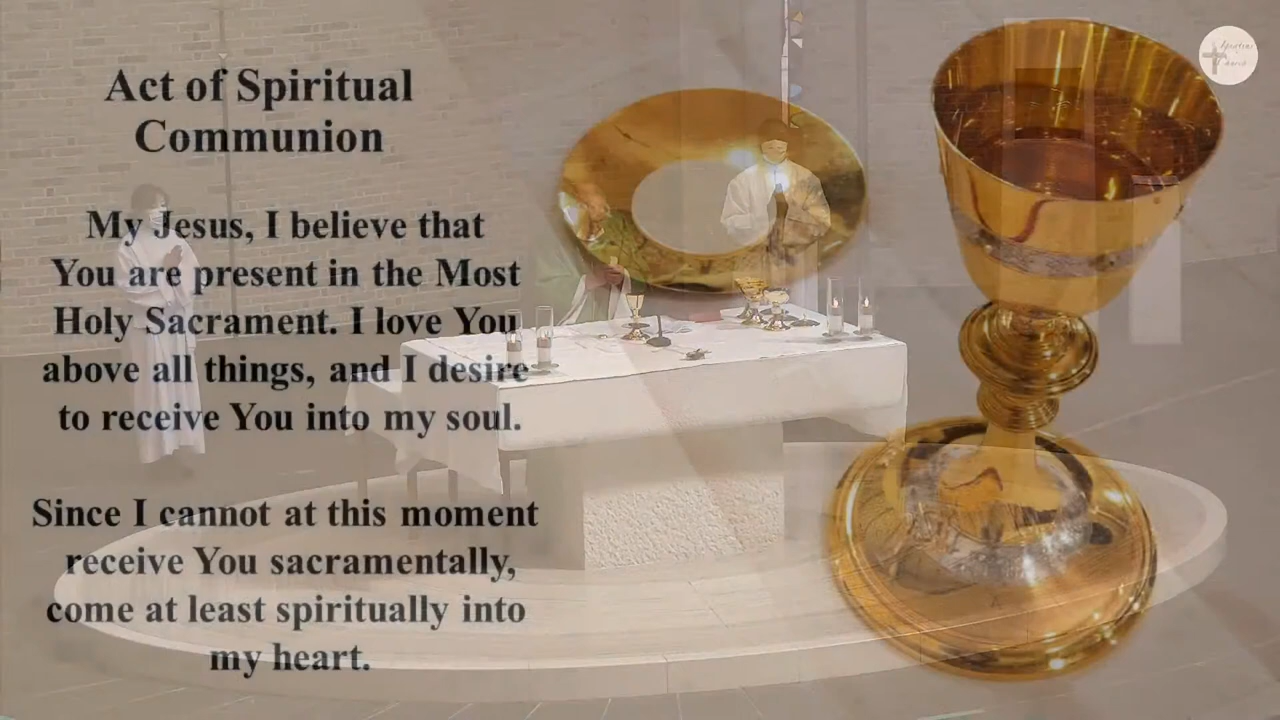 Act of Spiritual
Communion
My Jesus, I believe that
You are present in the Most
Holy Sacrament. I love You
above all things, and I desire
to receive You into my soul.
Since I cannot at this moment
receive You sacramentally,
come at least spiritually into
my heart.